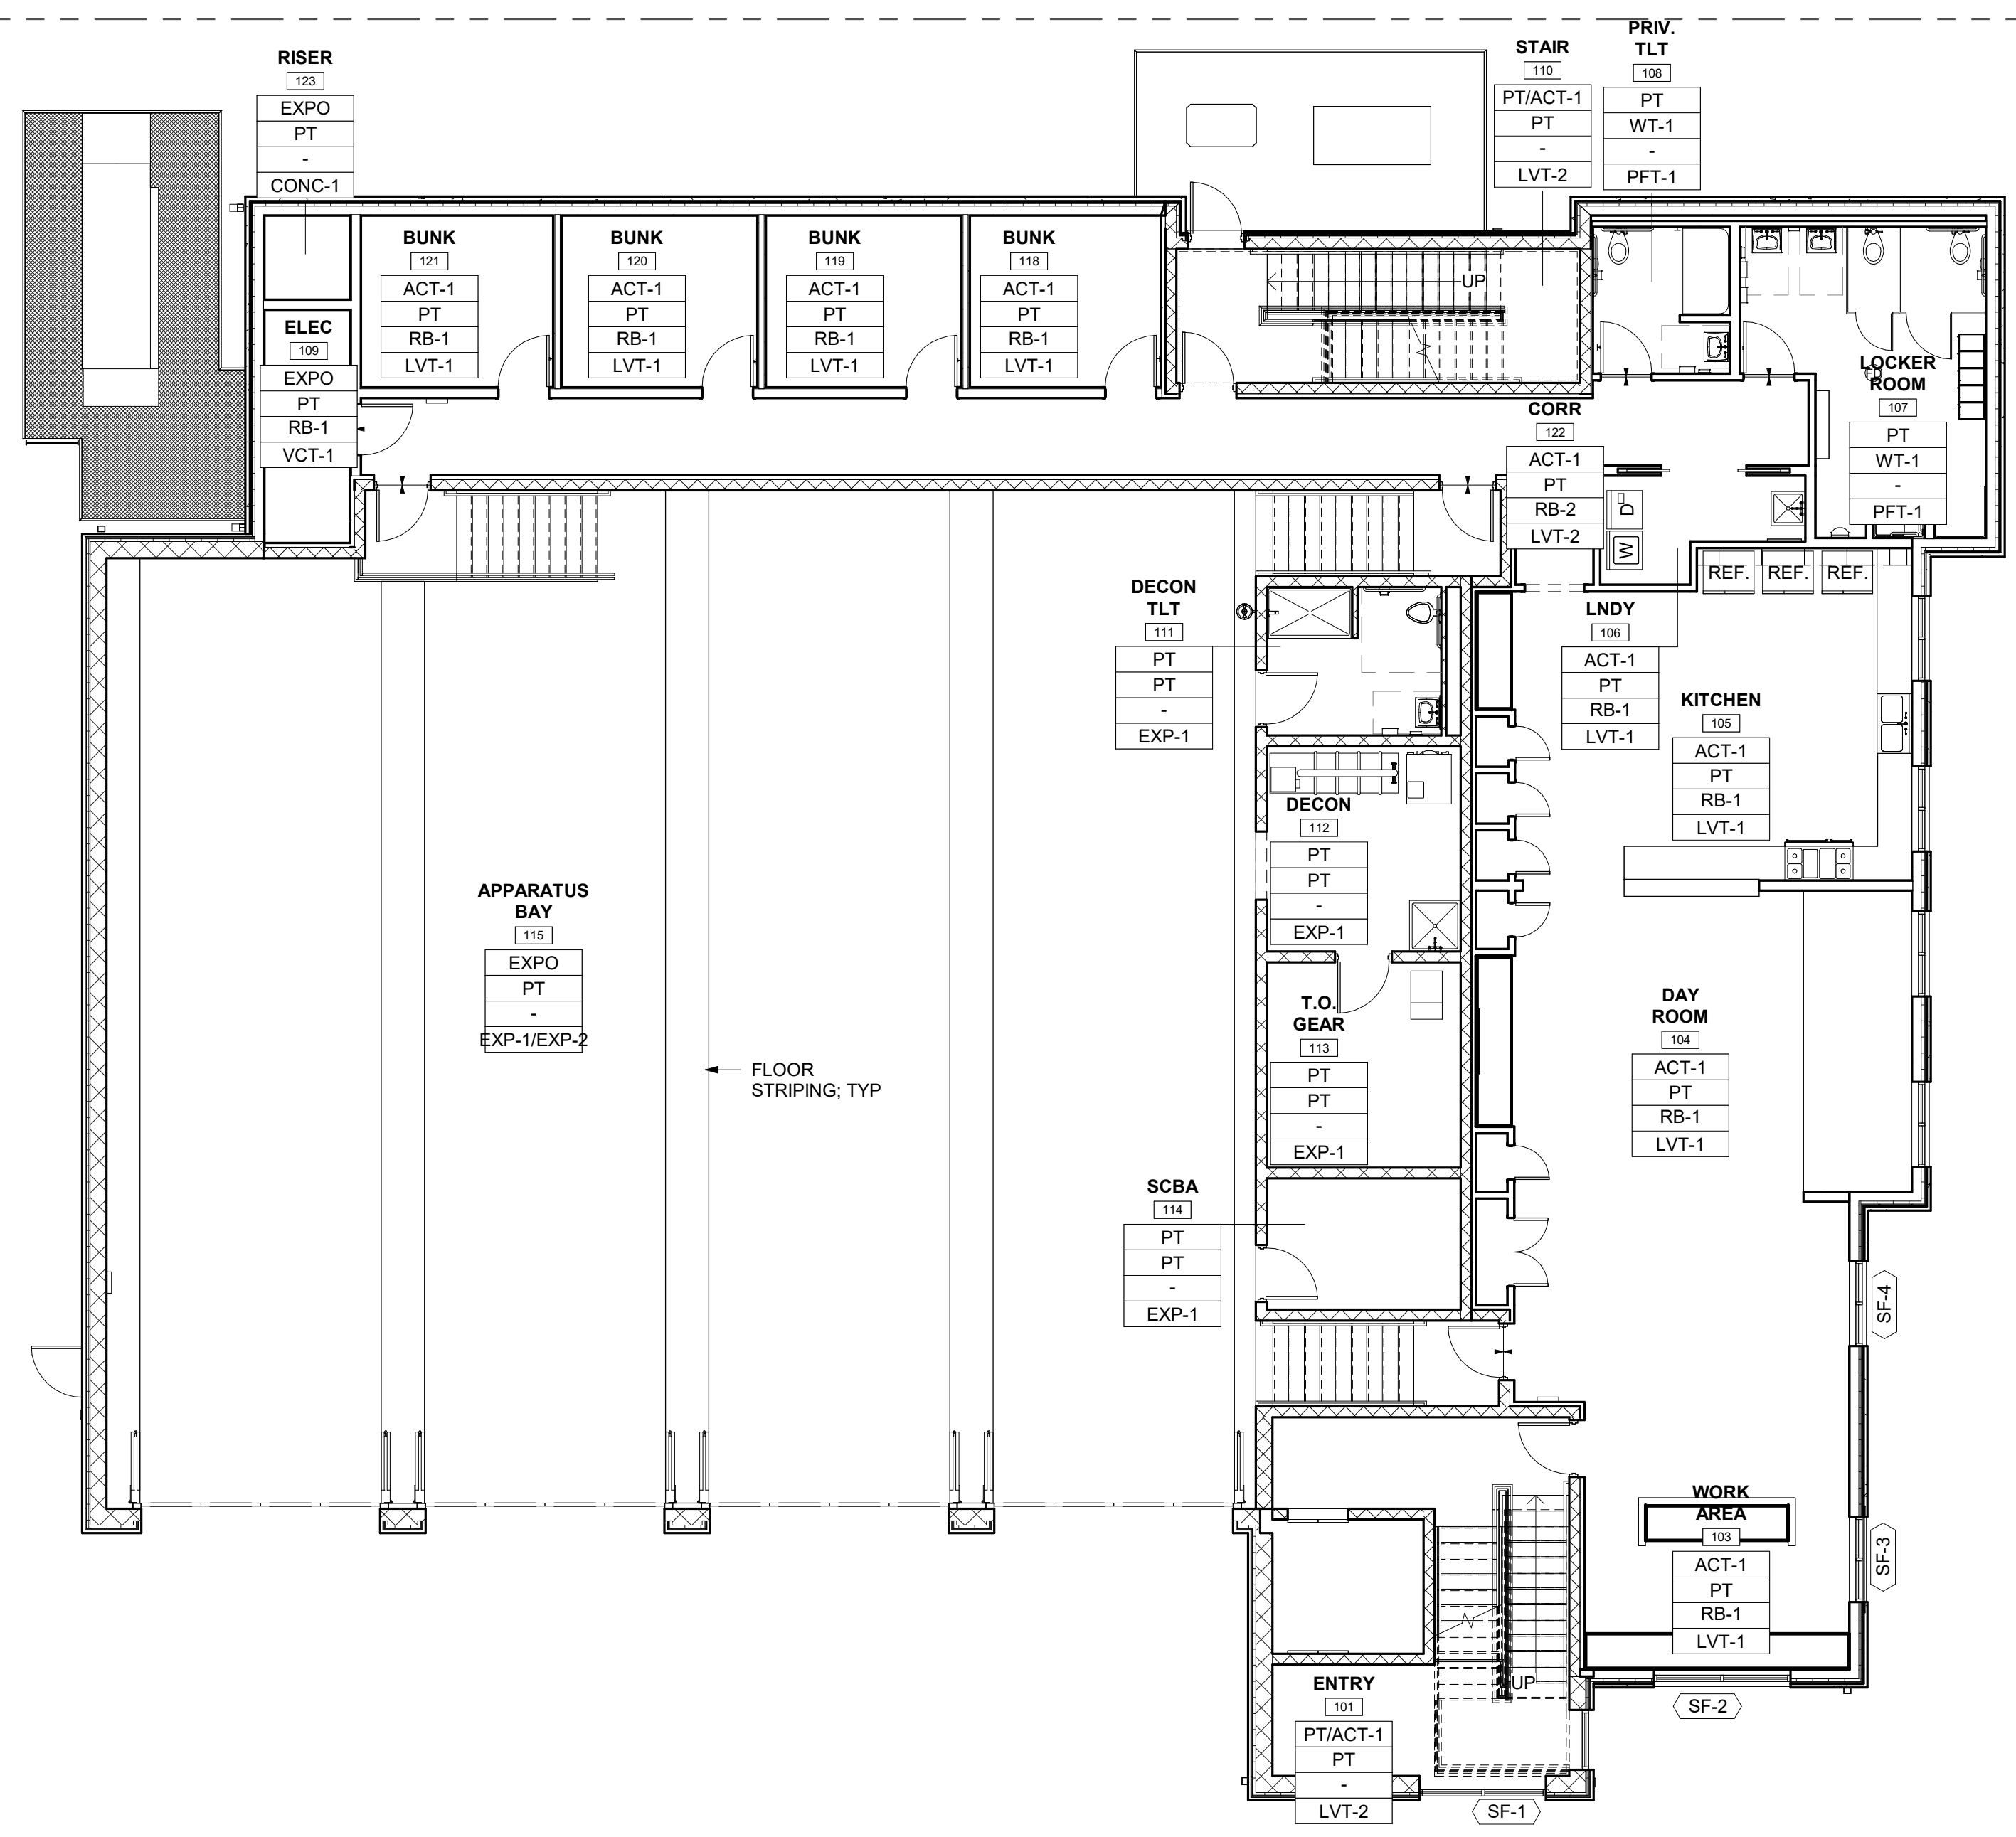 RISER
123
EXPO
PT
-
CONC-1
STAIR
110
PT/ACT-1
PT
-
LVT-2
PRIV.
TLT
108
PT
WT-1
-
PFT-1
BUNK
121
ACT-1
PT
RB-1
LVT-1
BUNK
120
ACT-1
PT
RB-1
LVT-1
BUNK
119
ACT-1
PT
RB-1
LVT-1
BUNK
118
ACT-1
PT
RB-1
LVT-1
UP
ELEC
109
EXPO
PT
RB-1
VCT-1
CORR
122
ACT-1
PT
RB-2
LVT-2
LOCKER
ROOM
107
PT
WT-1
-
PFT-1
D
W
REF.
REF.
REF.
DECON
TLT
111
PT
PT
-
EXP-1
LNDY
106
ACT-1
PT
RB-1
LVT-1
KITCHEN
105
ACT-1
PT
RB-1
LVT-1
DECON
112
PT
PT
-
EXP-1
APPARATUS
BAY
115
EXPO
PT
-
EXP-1/EXP-2
FLOOR
STRIPING; TYP
T.O.
GEAR
113
PT
PT
-
EXP-1
DAY
ROOM
104
ACT-1
PT
RB-1
LVT-1
SCBA
114
PT
PT
-
EXP-1
SF-4
WORK
AREA
103
ACT-1
PT
RB-1
LVT-1
SF-3
UP
SF-2
ENTRY
101
PT/ACT-1
PT
-
LVT-2
SF-1